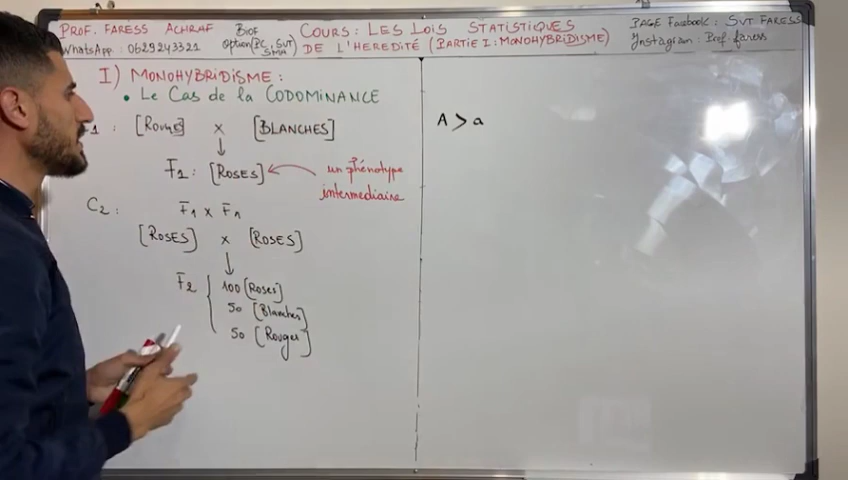 PROF. FARESS ACHRAF
WhatsApp : 0629243321
BIOF
Option(PC, SVT
SMA)
COURS : LES LOIS STATISTIQUES
DE L'HEREDITÉ (PARTIE I : MONOHYBRIDISME)
PAGE Facebook : SVT FARESS
Instagram : Prof. faress
I) MONOHYBRIDISME :
• Le Cas de la CODOMINANCE
1 : [ROUGES] x [BLANCHES]
↓
F1 : [ROSES] ←
un phénotype
intermediaire
C2 : F1 x F1
[ROSES] x [ROSES]
↓
F2 { 100 [Roses]
50 [Blanches]
50 [Rouges]
A > a